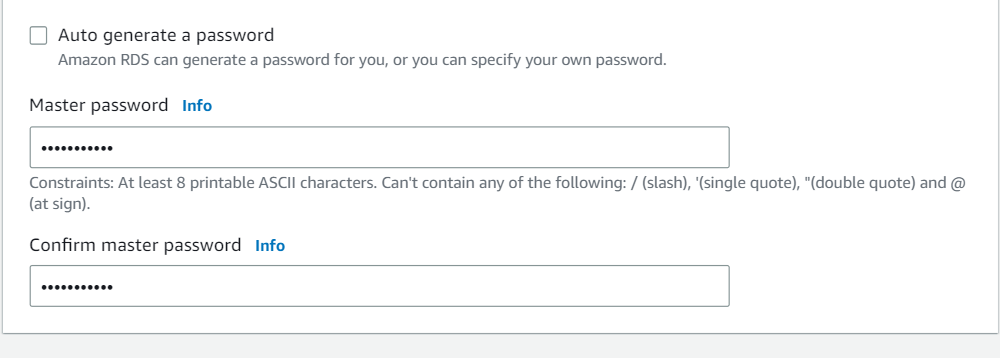 Auto generate a password
Amazon RDS can generate a password for you, or you can specify your own password.
Master password Info
•••••••••••
Constraints: At least 8 printable ASCII characters. Can't contain any of the following: / (slash), '(single quote), "(double quote) and @
(at sign).
Confirm master password Info
•••••••••••